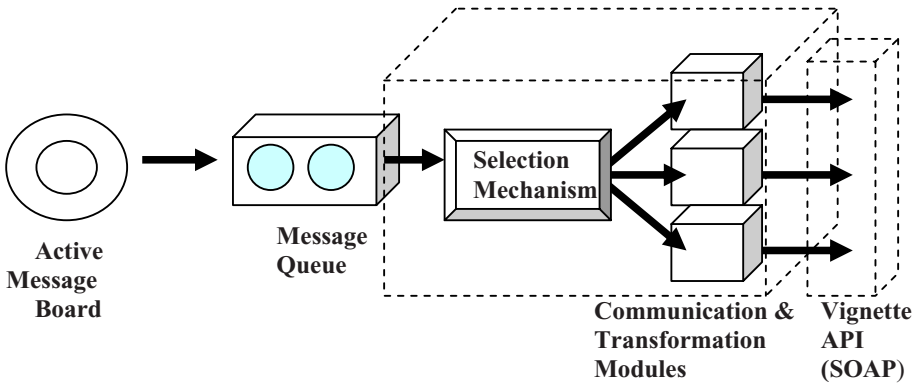 Active
Message
Board
Message
Queue
Selection
Mechanism
Communication &
Transformation
Modules
Vignette
API
(SOAP)